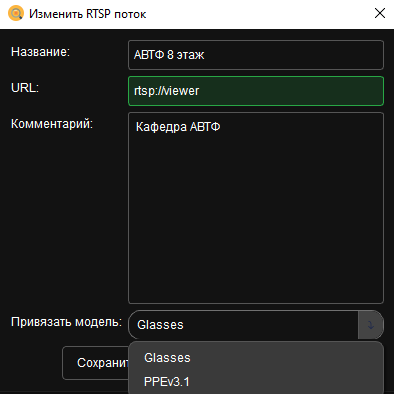 Изменить RTSP поток
Название: АВТФ 8 этаж
URL: rtsp://viewer
Комментарий: Кафедра АВТФ
Привязать модель: Glasses
Glasses
PPEv3.1